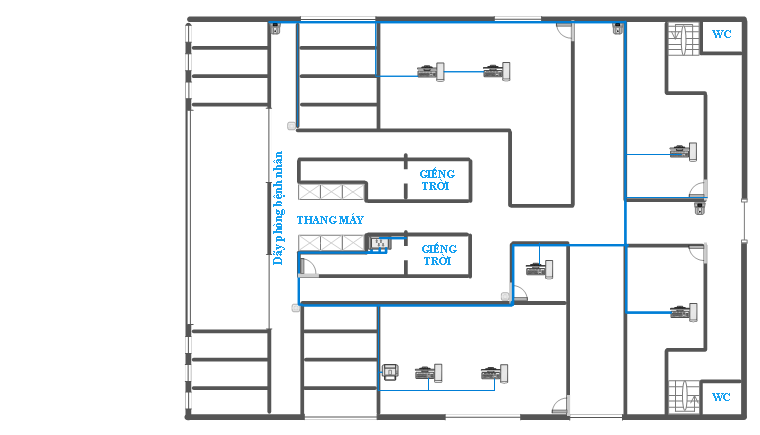 WC
GIẾNG
TRỜI
Dãy phòng bệnh nhân
THANG MÁY
GIẾNG
TRỜI
WC